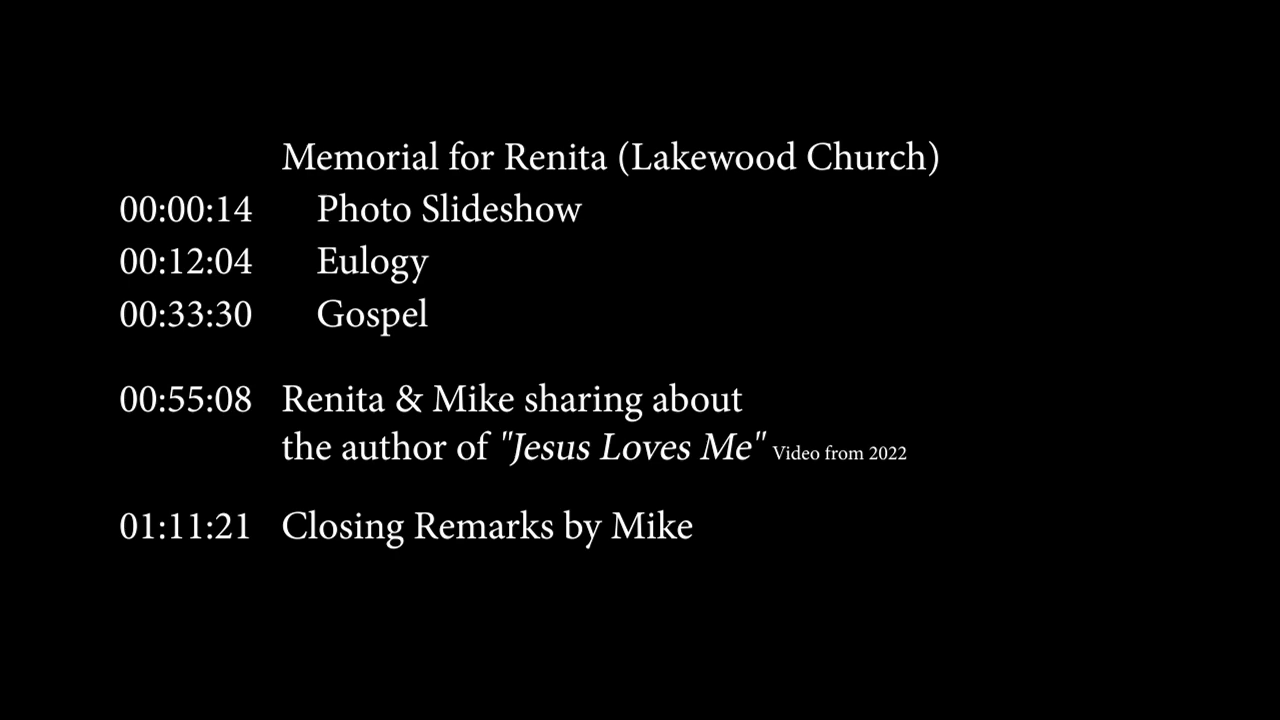 Memorial for Renita (Lakewood Church)
00:00:14 Photo Slideshow
00:12:04 Eulogy
00:33:30 Gospel
00:55:08 Renita & Mike sharing about
the author of "Jesus Loves Me" Video from 2022
01:11:21 Closing Remarks by Mike